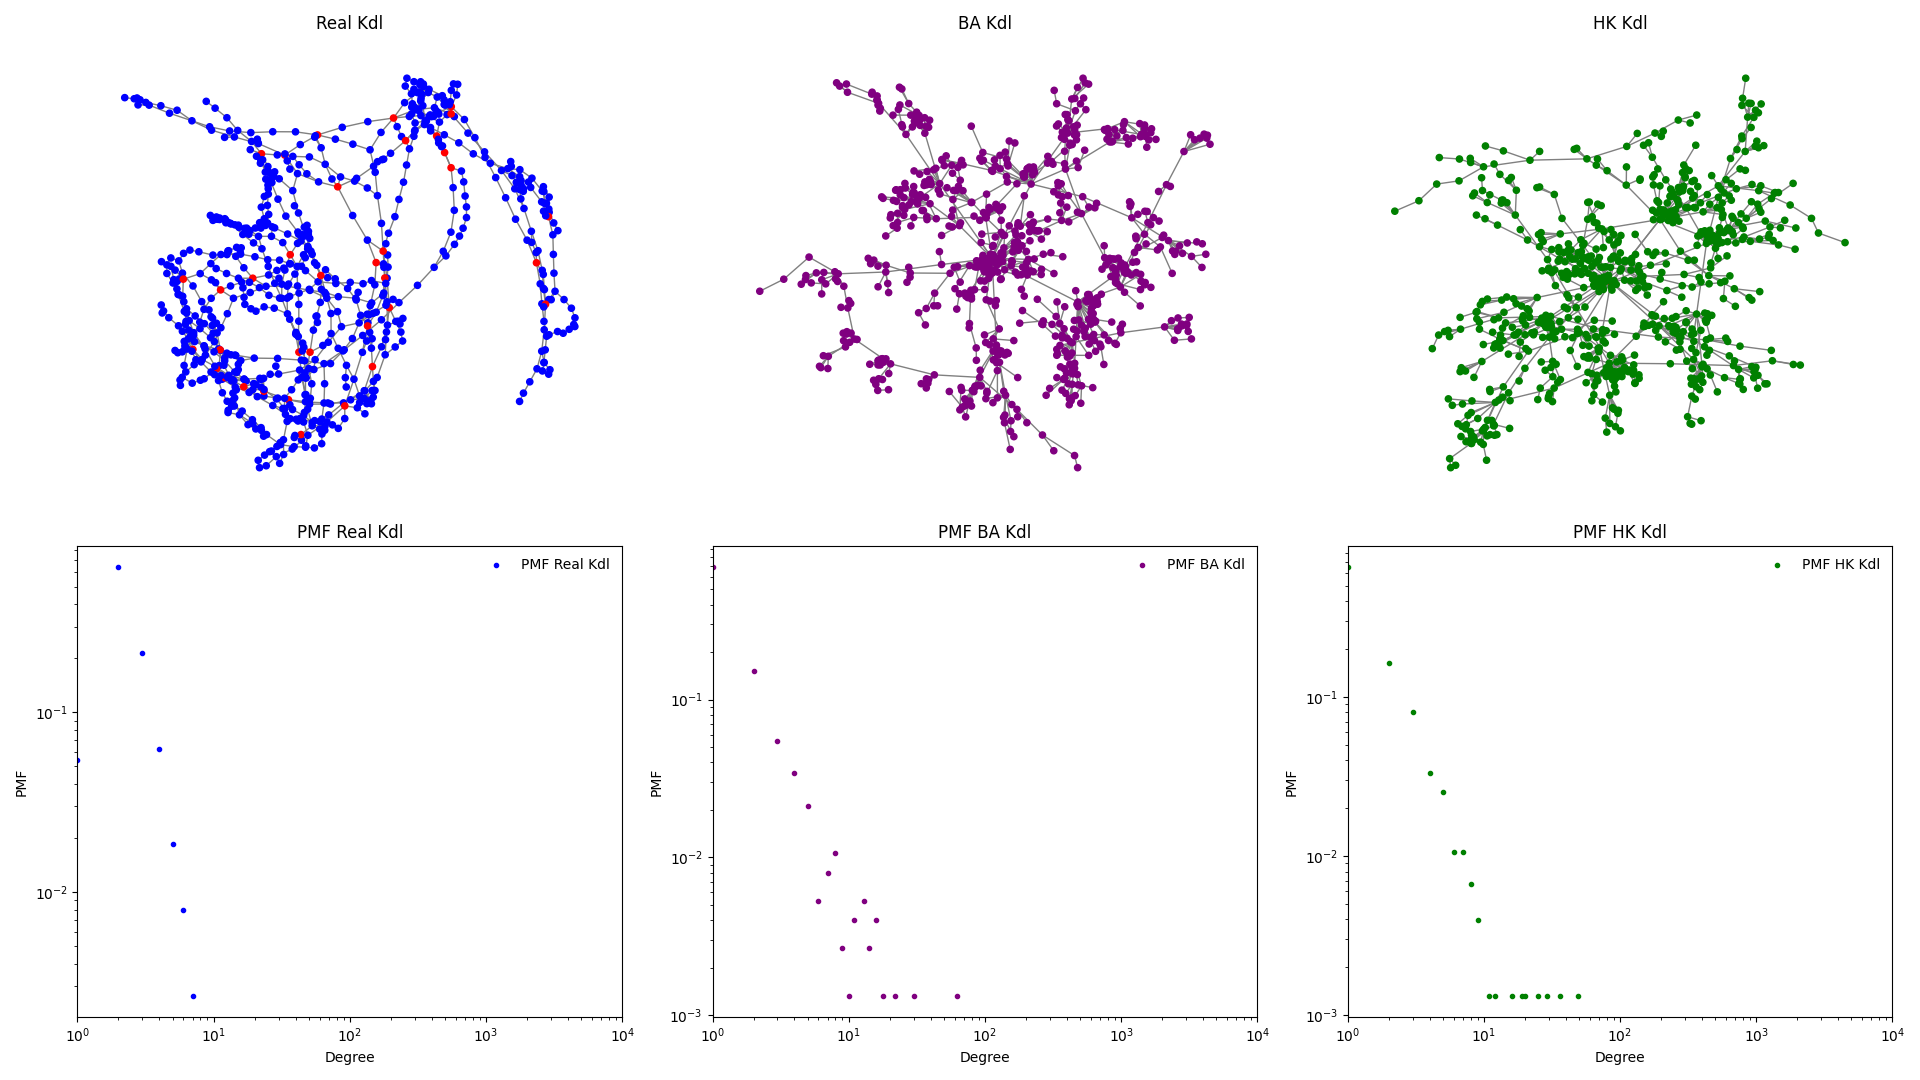 Real Kdl
BA Kdl
HK Kdl
PMF Real Kdl
PMF Real Kdl
PMF
10⁻¹
10⁻²
10⁰ 10¹ 10² 10³ 10⁴
Degree
PMF BA Kdl
PMF BA Kdl
PMF
10⁻¹
10⁻²
10⁻³
10⁰ 10¹ 10² 10³ 10⁴
Degree
PMF HK Kdl
PMF HK Kdl
PMF
10⁻¹
10⁻²
10⁻³
10⁰ 10¹ 10² 10³ 10⁴
Degree